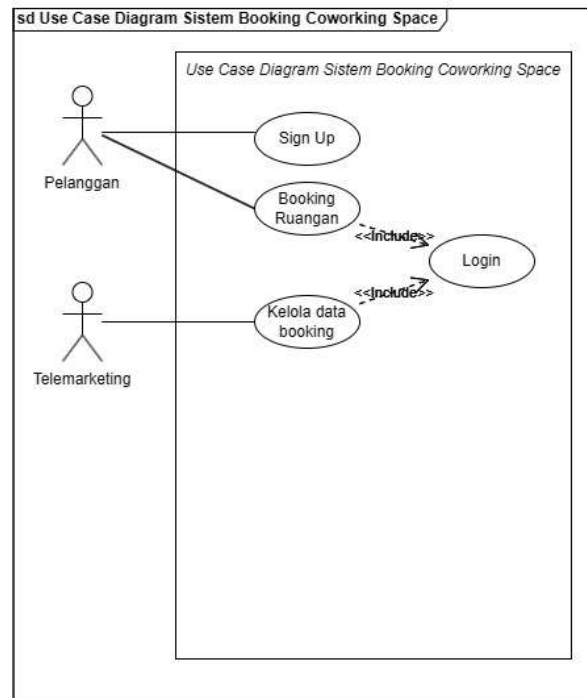 sd Use Case Diagram Sistem Booking Coworking Space
Use Case Diagram Sistem Booking Coworking Space
Sign Up
Pelanggan
Booking
Ruangan
<<Include>>
Login
<<Include>>
Kelola data
booking
Telemarketing